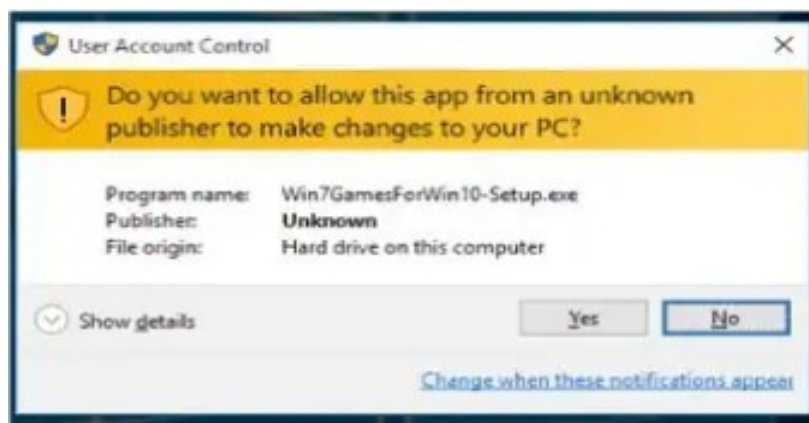 User Account Control
Do you want to allow this app from an unknown
publisher to make changes to your PC?
Program name: Win7GamesForWin10-Setup.exe
Publisher: Unknown
File origin: Hard drive on this computer
Show details
Yes
No
Change when these notifications appear